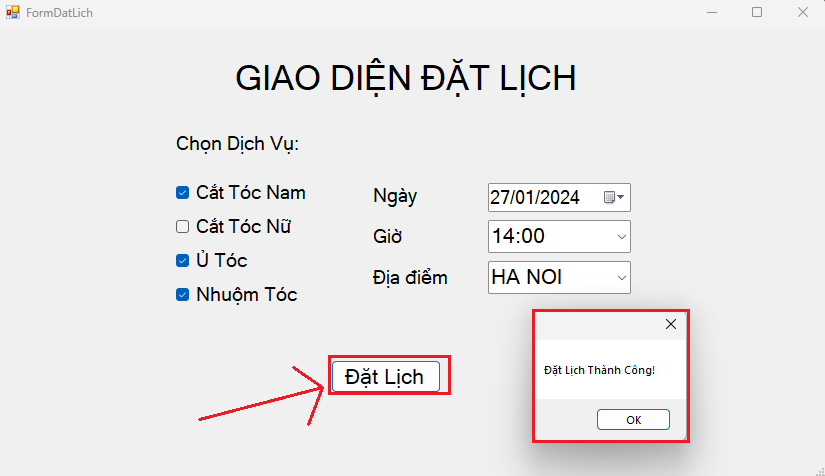 FormDatLich
GIAO DIỆN ĐẶT LỊCH
Chọn Dịch Vụ:
Cắt Tóc Nam
Cắt Tóc Nữ
Ủ Tóc
Nhuộm Tóc
Ngày
27/01/2024
Giờ
14:00
Địa điểm
HA NOI
Đặt Lịch
Đặt Lịch Thành Công!
OK